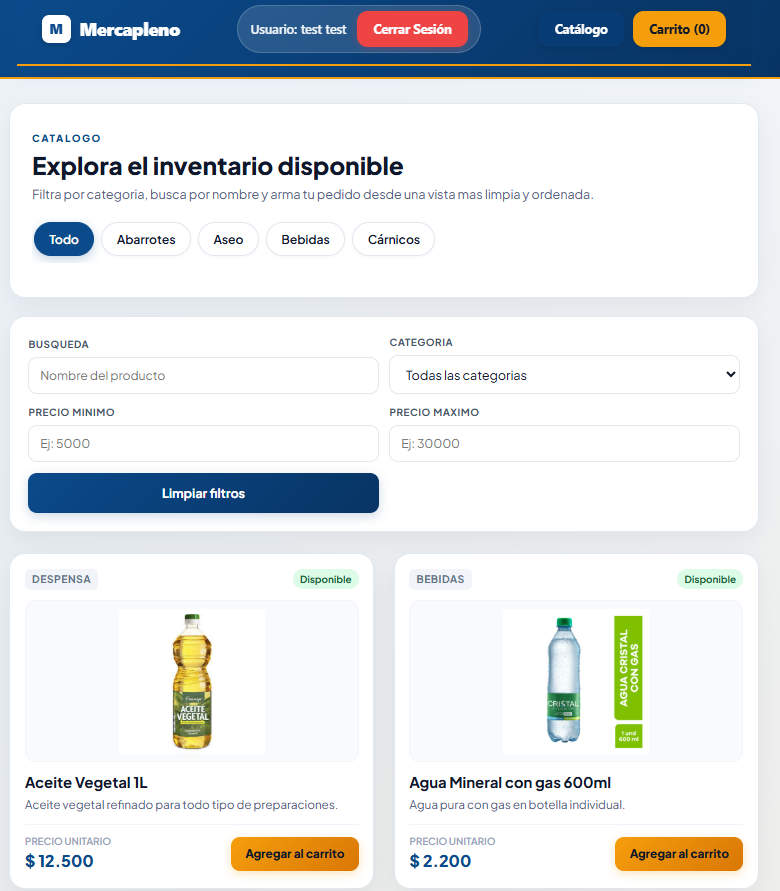 M Mercapleno
Usuario: test test
Cerrar Sesión
Catálogo
Carrito (0)
CATALOGO
Explora el inventario disponible
Filtra por categoria, busca por nombre y arma tu pedido desde una vista mas limpia y ordenada.
Todo
Abarrotes
Aseo
Bebidas
Cárnicos
BUSQUEDA
Nombre del producto
CATEGORIA
Todas las categorias
PRECIO MINIMO
Ej: 5000
PRECIO MAXIMO
Ej: 30000
Limpiar filtros
DESPENSA
Disponible
ACEITE
VEGETAL
Aceite Vegetal 1L
Aceite vegetal refinado para todo tipo de preparaciones.
PRECIO UNITARIO
$ 12.500
Agregar al carrito
BEBIDAS
Disponible
CRISTAL
AGUA CRISTAL
CON GAS
1 und
600 ml
Agua Mineral con gas 600ml
Agua pura con gas en botella individual.
PRECIO UNITARIO
$ 2.200
Agregar al carrito